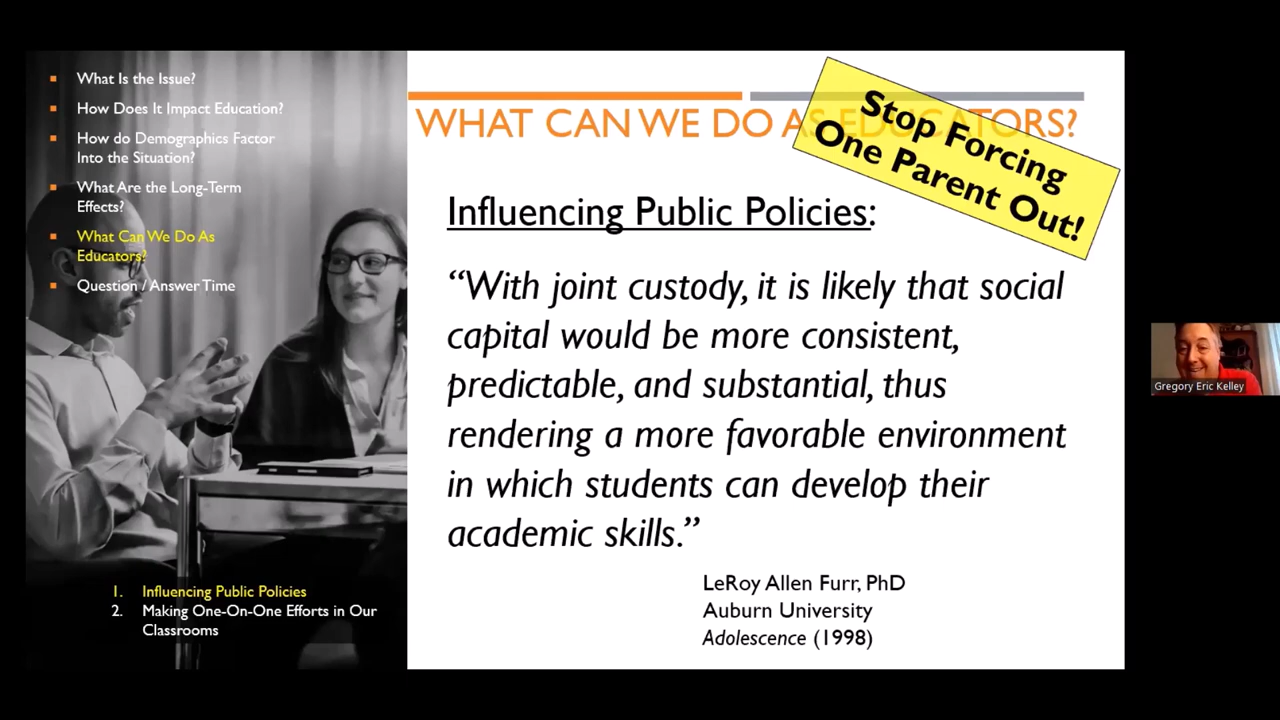 What Is the Issue?
How Does It Impact Education?
How do Demographics Factor
Into the Situation?
What Are the Long-Term
Effects?
What Can We Do As
Educators?
Question / Answer Time
1. Influencing Public Policies
2. Making One-On-One Efforts in Our
Classrooms
WHAT CAN WE DO AS EDUCATORS?
Stop Forcing
One Parent Out!
Influencing Public Policies:
“With joint custody, it is likely that social
capital would be more consistent,
predictable, and substantial, thus
rendering a more favorable environment
in which students can develop their
academic skills.”
LeRoy Allen Furr, PhD
Auburn University
Adolescence (1998)
Gregory Eric Kelley